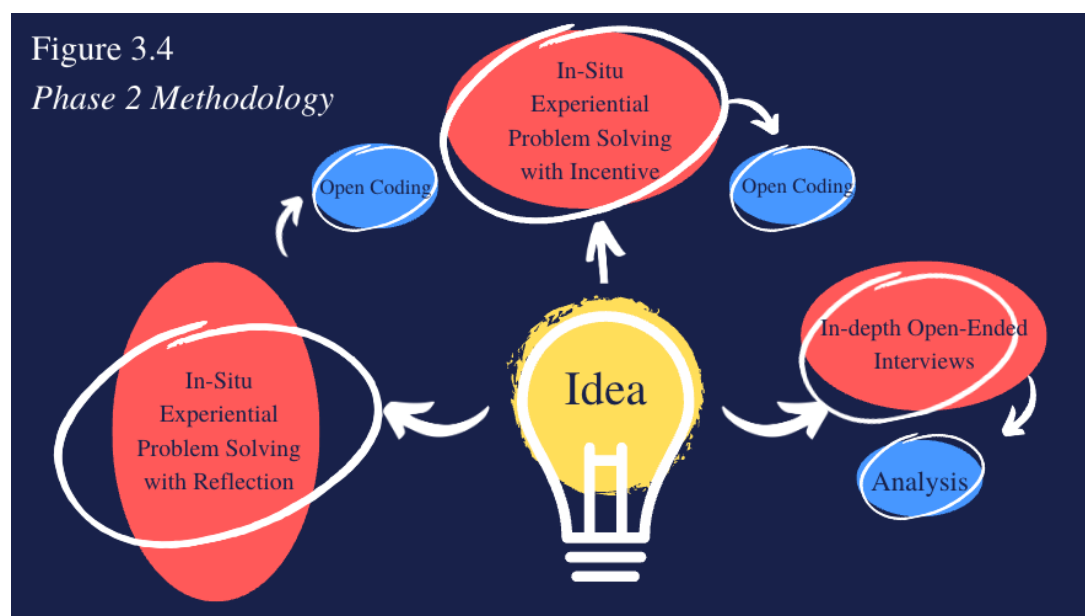 Figure 3.4
Phase 2 Methodology
In-Situ
Experiential
Problem Solving
with Incentive
Open Coding
Open Coding
In-Situ
Experiential
Problem Solving
with Reflection
Idea
In-depth Open-Ended
Interviews
Analysis